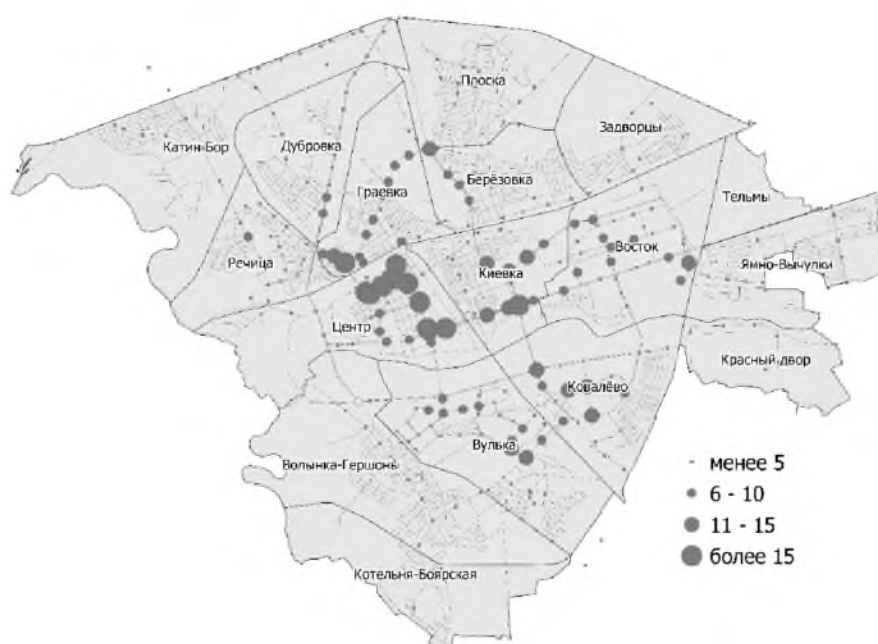 Плоска
Задворцы
Катин Бор
Дубровка
Граевка
Берёзовка
Тельмы
Речица
Киевка
Восток
Ямно-Вычулки
Центр
Красный двор
Ковалёво
Вулька
Волынка-Гершоны
Котельня-Боярская
менее 5
6 - 10
11 - 15
более 15